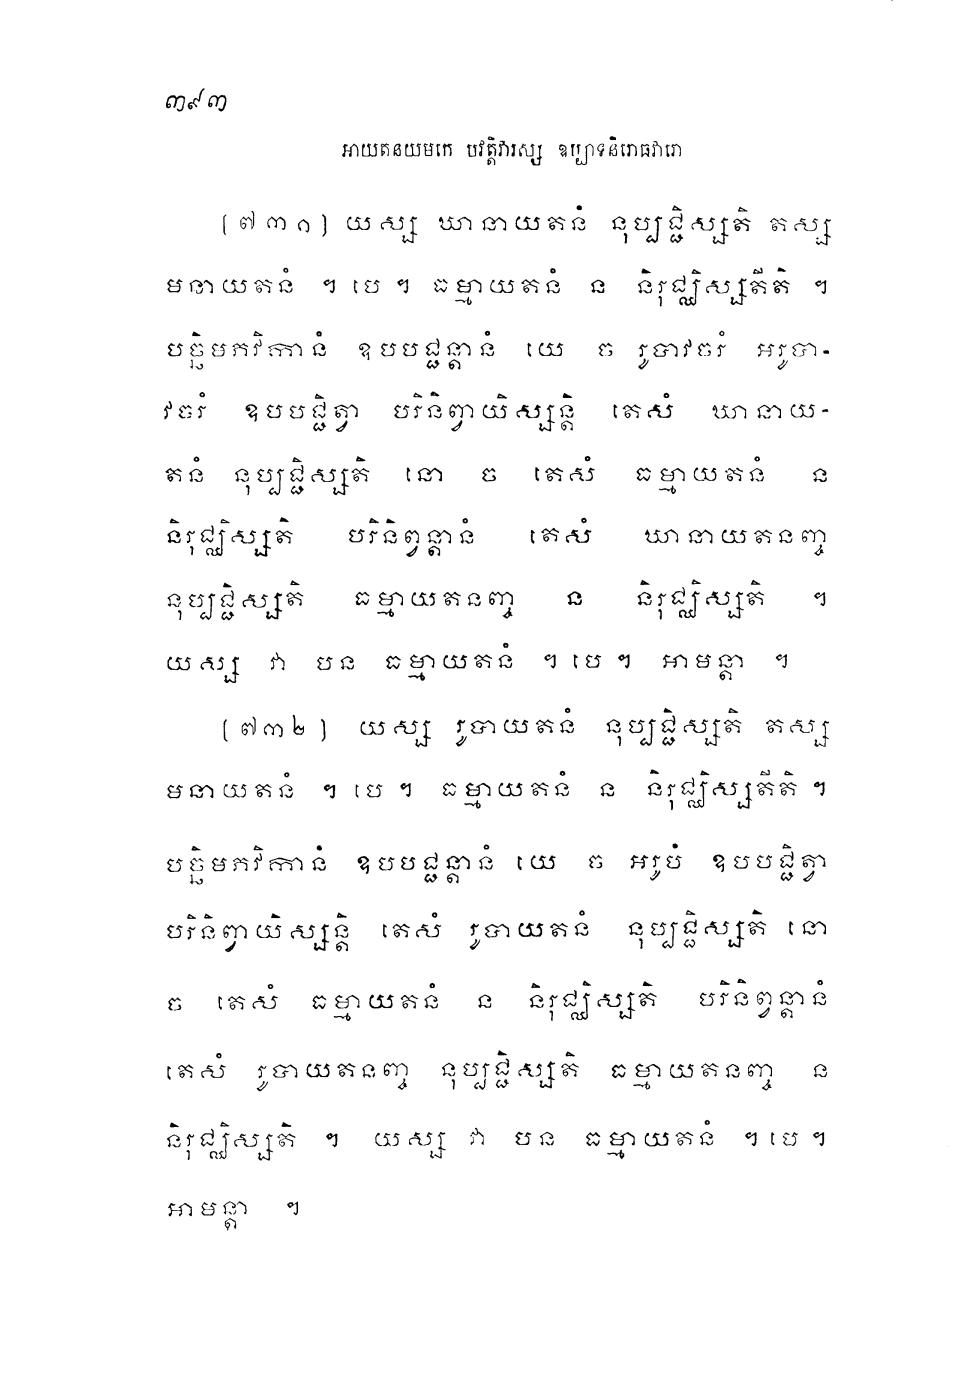 ៣៩៣
អាយតនយមកេ បវត្តិវារស្ស ឧប្បាទនិរោធវារោ
(៧៣១) យស្ស ឃានាយតនំ នុប្បជ្ជិស្សតិ តស្ស
មនាយតនំ ។ បេ ។ ធម្មាយតនំ ន និរុជ្ឈិស្សតីតិ ។
បច្ឆិមភវិកានំ ឧបបជ្ជន្តានំ យេ ច រូបាវចរំ អរូបា-
វចរំ ឧបបជ្ជិត្វា បរិនិព្វាយិស្សន្តិ តេសំ ឃានាយ-
តនំ នុប្បជ្ជិស្សតិ នោ ច តេសំ ធម្មាយតនំ ន
និរុជ្ឈិស្សតិ បរិនិព្វន្តានំ តេសំ ឃានាយតនញ្ច
នុប្បជ្ជិស្សតិ ធម្មាយតនញ្ច ន និរុជ្ឈិស្សតិ ។
យស្ស វា បន ធម្មាយតនំ ។ បេ ។ អាមន្តា ។
(៧៣២) យស្ស រូបាយតនំ នុប្បជ្ជិស្សតិ តស្ស
មនាយតនំ ។ បេ ។ ធម្មាយតនំ ន និរុជ្ឈិស្សតីតិ ។
បច្ឆិមភវិកានំ ឧបបជ្ជន្តានំ យេ ច អរូបំ ឧបបជ្ជិត្វា
បរិនិព្វាយិស្សន្តិ តេសំ រូបាយតនំ នុប្បជ្ជិស្សតិ នោ
ច តេសំ ធម្មាយតនំ ន និរុជ្ឈិស្សតិ បរិនិព្វន្តានំ
តេសំ រូបាយតនញ្ច នុប្បជ្ជិស្សតិ ធម្មាយតនញ្ច ន
និរុជ្ឈិស្សតិ ។ យស្ស វា បន ធម្មាយតនំ ។ បេ ។
អាមន្តា ។